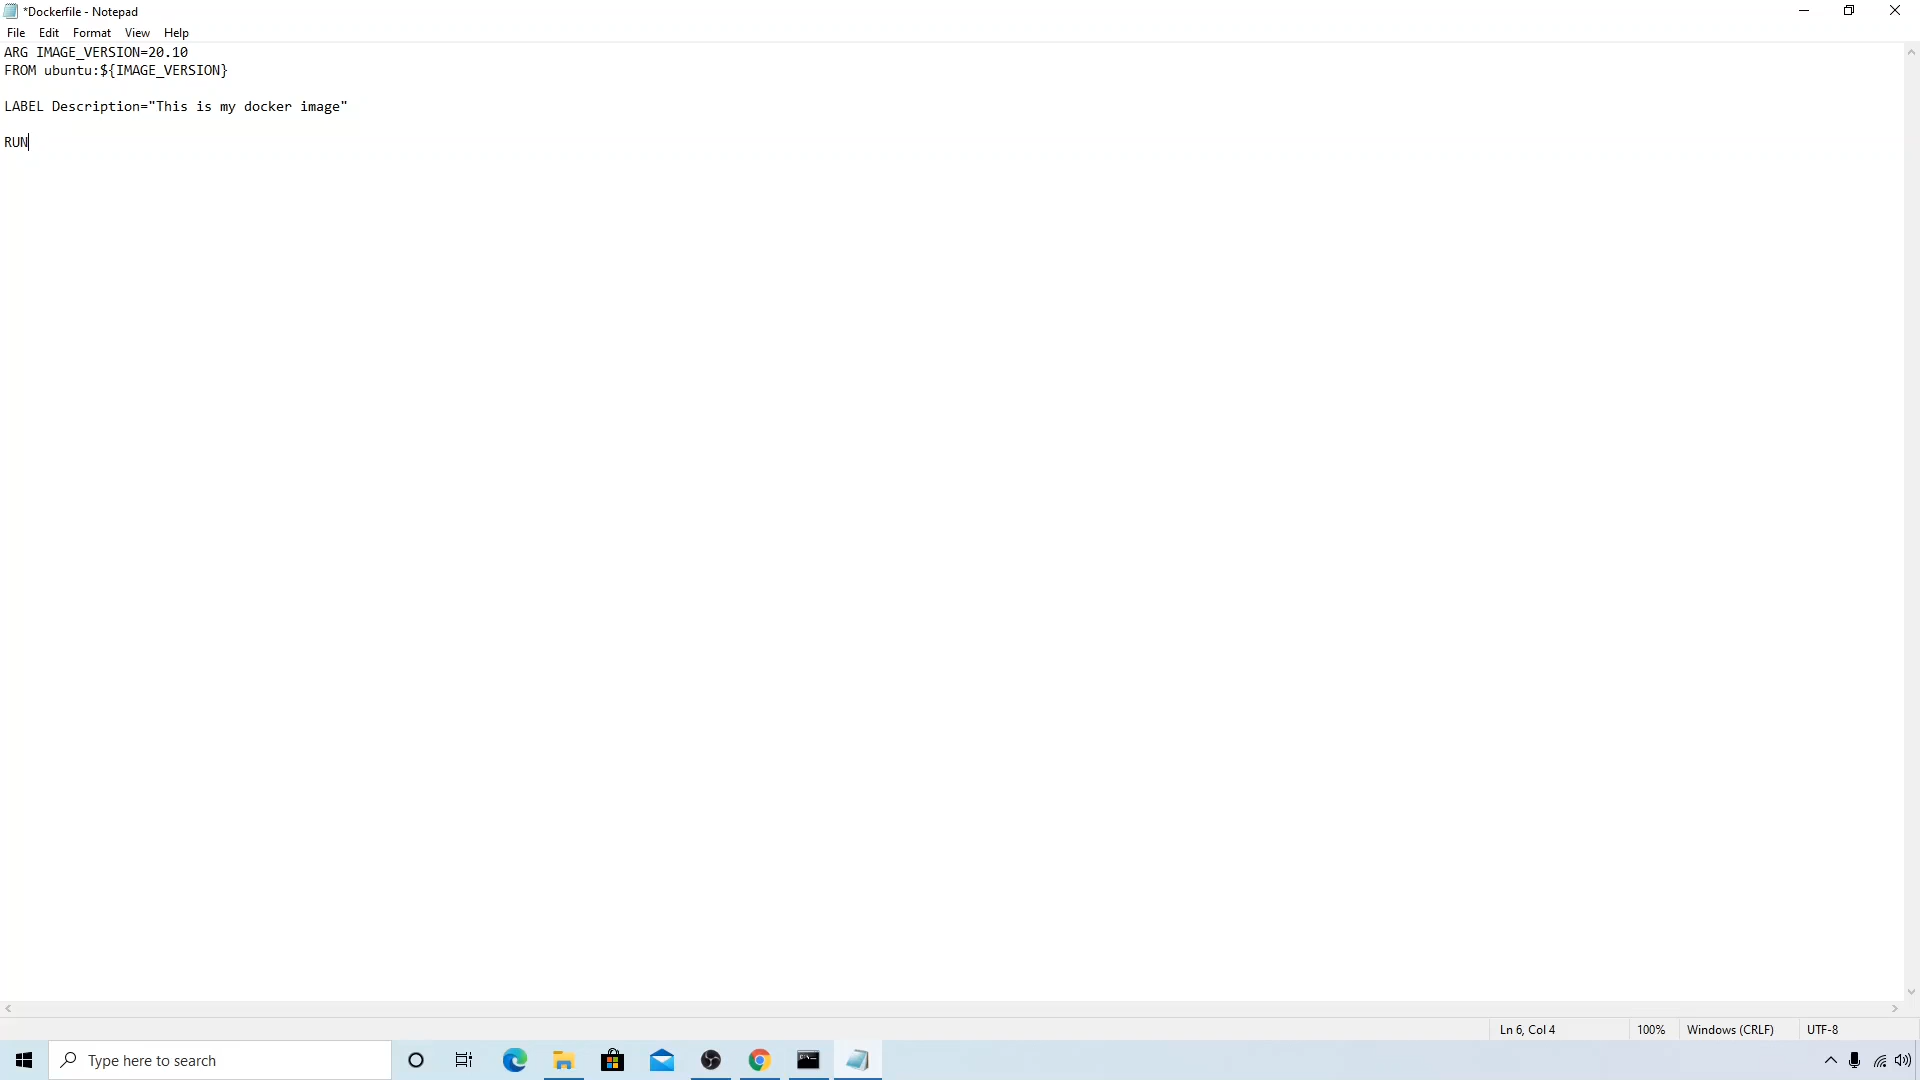 *Dockerfile - Notepad
File Edit Format View Help
ARG IMAGE_VERSION=20.10
FROM ubuntu:${IMAGE_VERSION}
LABEL Description="This is my docker image"
RUN
Ln 6, Col 4 100% Windows (CRLF) UTF-8
Type here to search